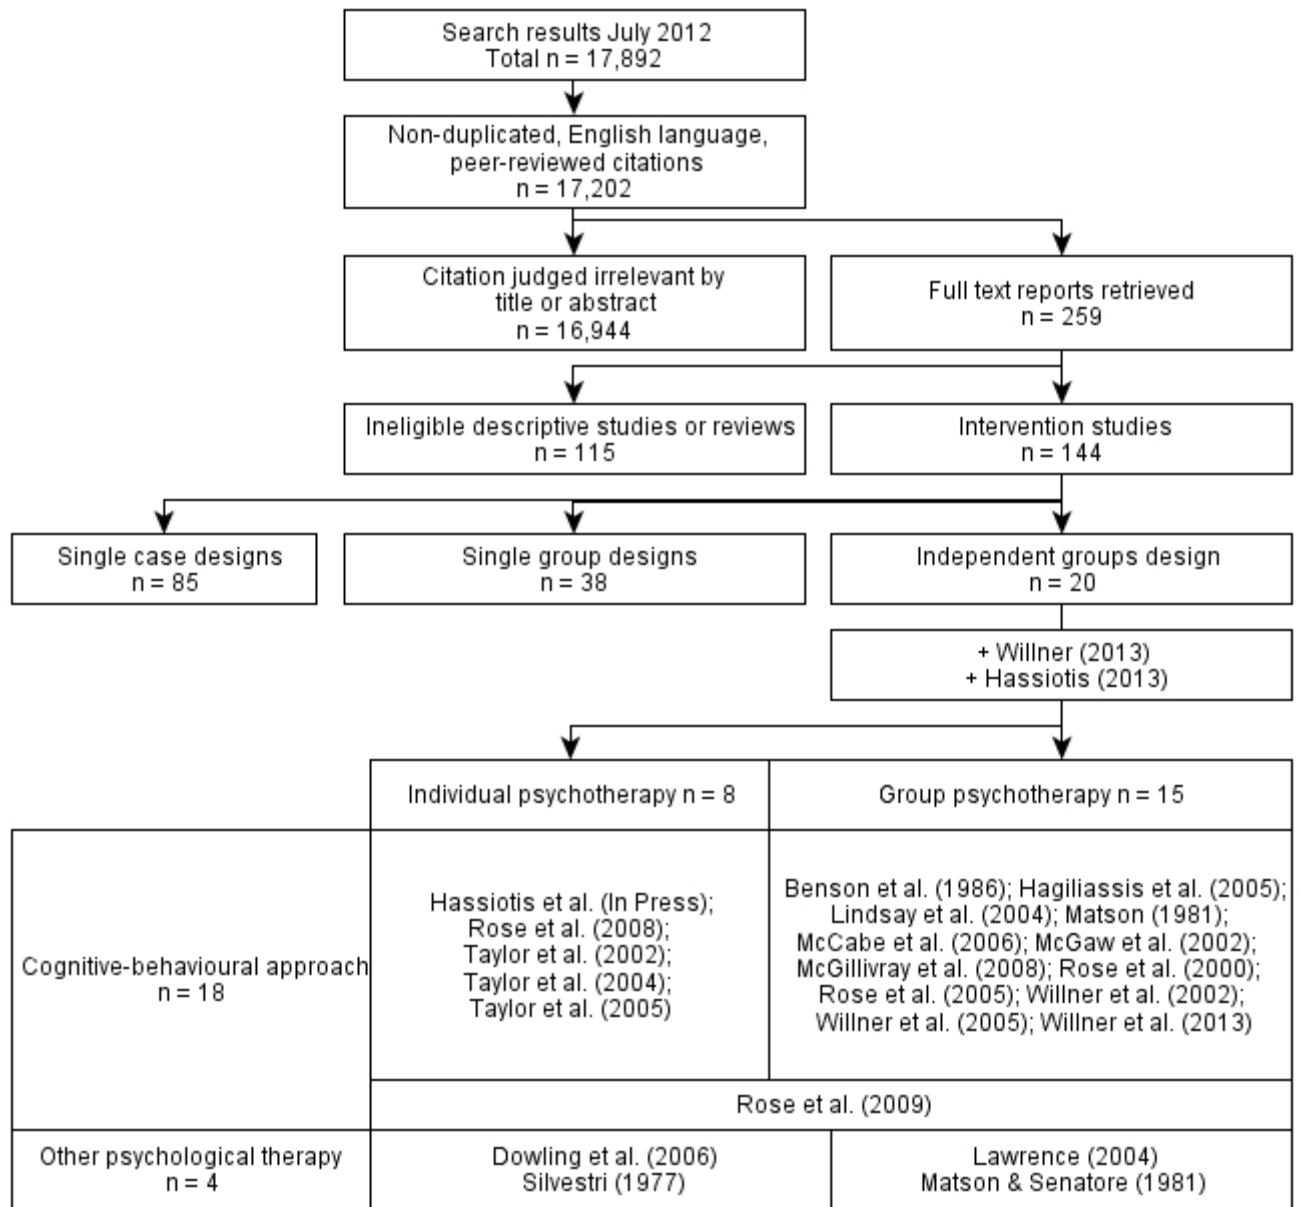 Search results July 2012
Total n = 17,892
Non-duplicated, English language,
peer-reviewed citations
n = 17,202
Citation judged irrelevant by
title or abstract
n = 16,944
Full text reports retrieved
n = 259
Ineligible descriptive studies or reviews
n = 115
Intervention studies
n = 144
Single case designs
n = 85
Single group designs
n = 38
Independent groups design
n = 20
+ Willner (2013)
+ Hassiotis (2013)
Individual psychotherapy n = 8
Group psychotherapy n = 15
Cognitive-behavioural approach
n = 18
Hassiotis et al. (In Press);
Rose et al. (2008);
Taylor et al. (2002);
Taylor et al. (2004);
Taylor et al. (2005)
Benson et al. (1986); Hagiliassis et al. (2005);
Lindsay et al. (2004); Matson (1981);
McCabe et al. (2006); McGaw et al. (2002);
McGillivray et al. (2008); Rose et al. (2000);
Rose et al. (2005); Willner et al. (2002);
Willner et al. (2005); Willner et al. (2013)
Rose et al. (2009)
Other psychological therapy
n = 4
Dowling et al. (2006)
Silvestri (1977)
Lawrence (2004)
Matson & Senatore (1981)